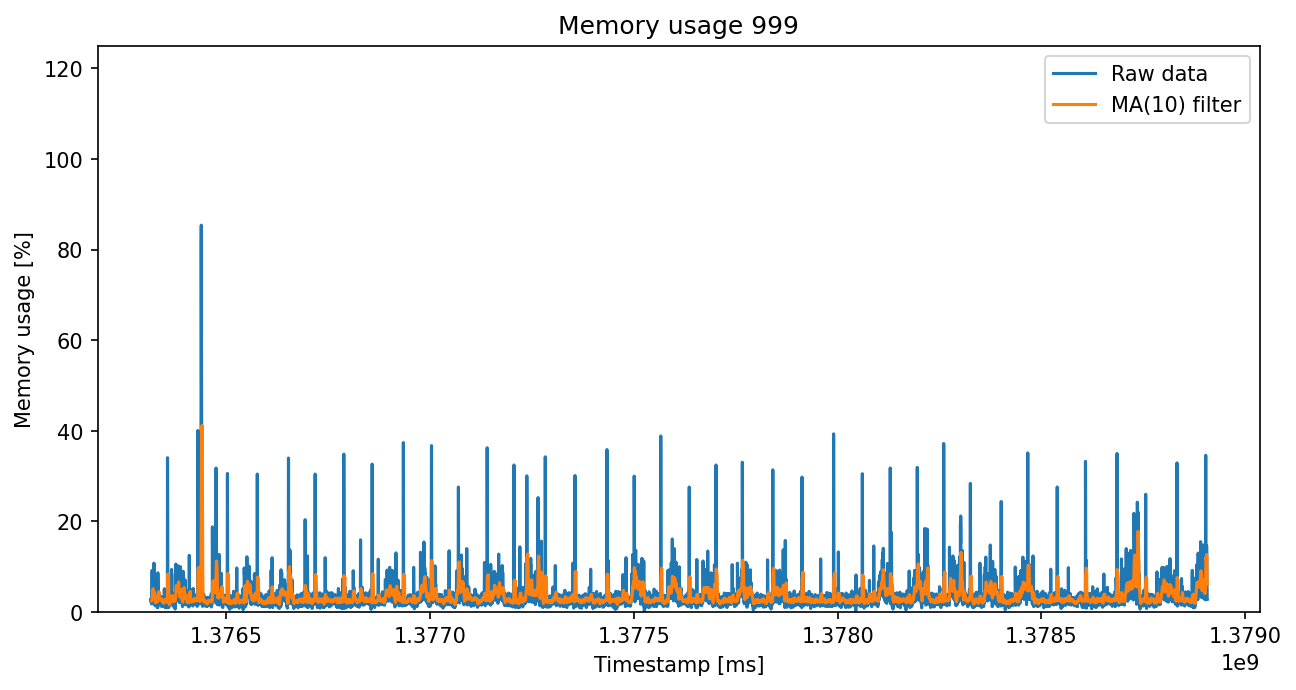 Memory usage 999
Raw data
MA(10) filter
Memory usage [%]
120
100
80
60
40
20
0
1.3765 1.3770 1.3775 1.3780 1.3785 1.3790
1e9
Timestamp [ms]